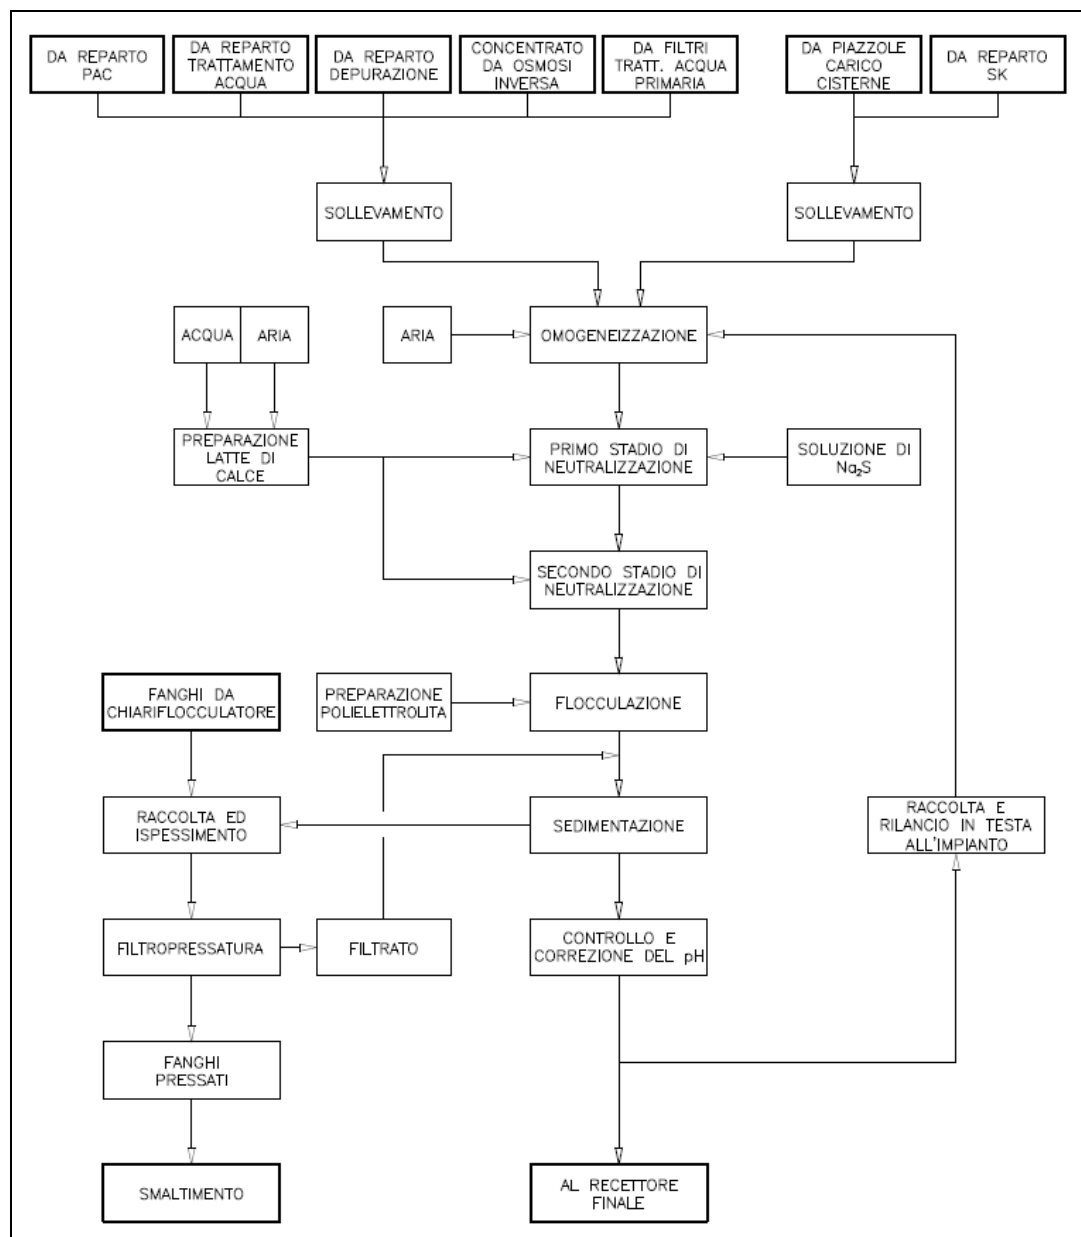 DA REPARTO
PAC
DA REPARTO
TRATTAMENTO
ACQUA
DA REPARTO
DEPURAZIONE
CONCENTRATO
DA OSMOSI
INVERSA
DA FILTRI
TRATT. ACQUA
PRIMARIA
DA PIAZZOLE
CARICO
CISTERNE
DA REPARTO
SK
SOLLEVAMENTO
SOLLEVAMENTO
ACQUA
ARIA
ARIA
OMOGENEIZZAZIONE
PREPARAZIONE
LATTE DI
CALCE
PRIMO STADIO DI
NEUTRALIZZAZIONE
SOLUZIONE DI
Na₂S
SECONDO STADIO DI
NEUTRALIZZAZIONE
FANGHI DA
CHIARIFLOCCULATORE
PREPARAZIONE
POLIELETTROLITA
FLOCCULAZIONE
RACCOLTA ED
ISPESSIMENTO
SEDIMENTAZIONE
RACCOLTA E
RILANCIO IN TESTA
ALL'IMPIANTO
FILTROPRESSATURA
FILTRATO
CONTROLLO E
CORREZIONE DEL pH
FANGHI
PRESSATI
SMALTIMENTO
AL RECETTORE
FINALE